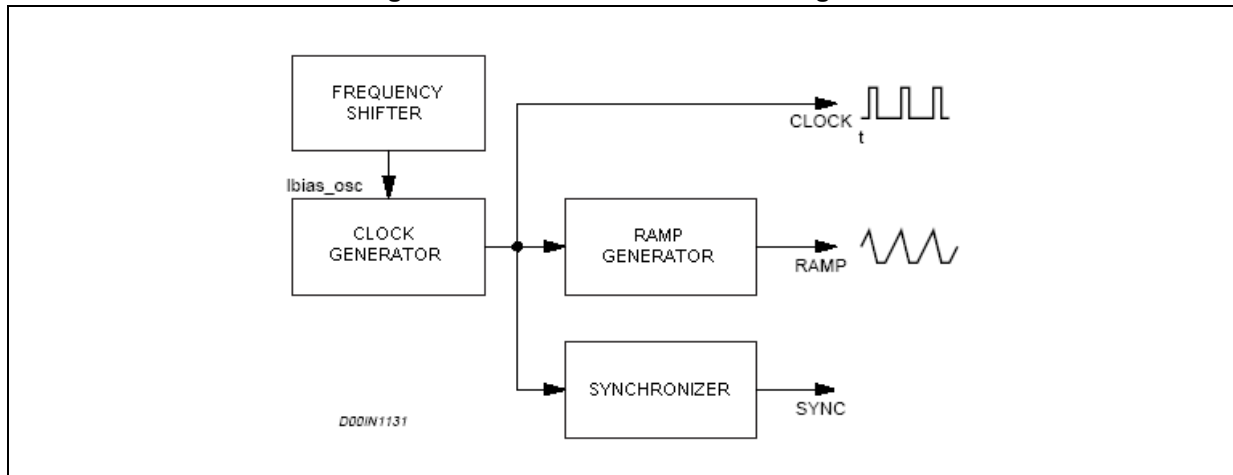 FREQUENCY
SHIFTER
CLOCK
t
Ibias_osc
CLOCK
GENERATOR
RAMP
GENERATOR
RAMP
SYNCHRONIZER
SYNC
D00IN1131